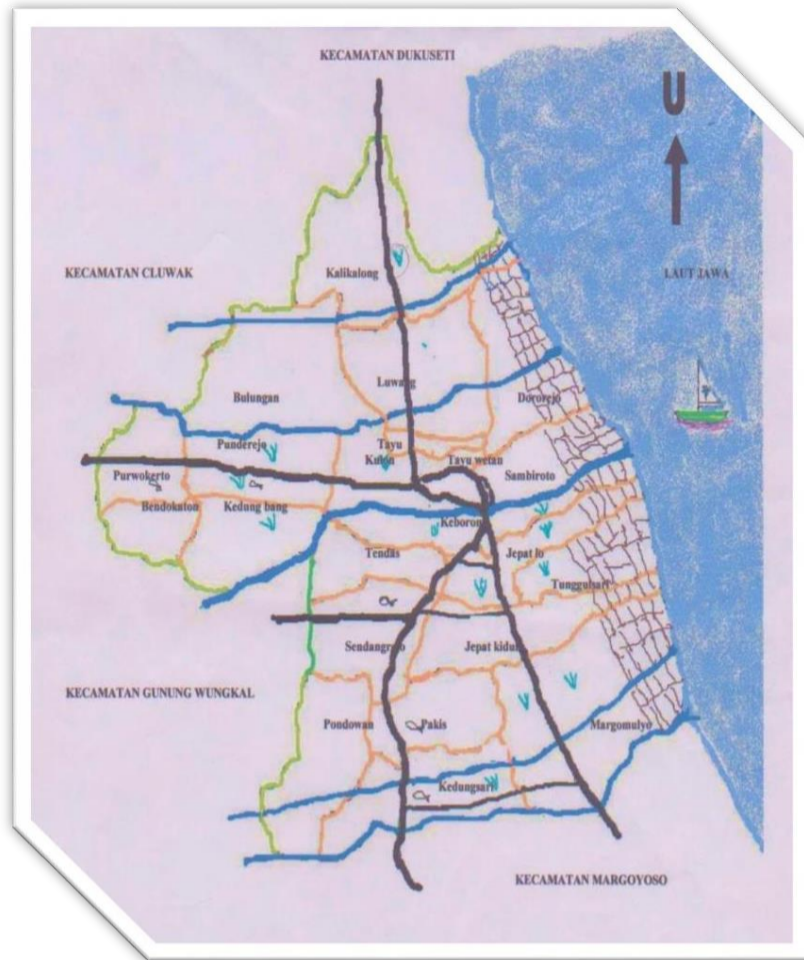 KECAMATAN DUKUSETI
U
KECAMATAN CLUWAK
Kalikalong
LAUT JAWA
Luwang
Bulungan
Dororejo
Punderejo
Tayu
Kulon
Tayu wetan
Purwokerto
Sambiroto
Bendokaton
Kedung bang
Keboron
Tendas
Jepat lo
Tunggulsari
Sendangrejo
Jepat kidul
KECAMATAN GUNUNG WUNGKAL
Pondowan
Pakis
Margomulyo
Kedungsari
KECAMATAN MARGOYOSO